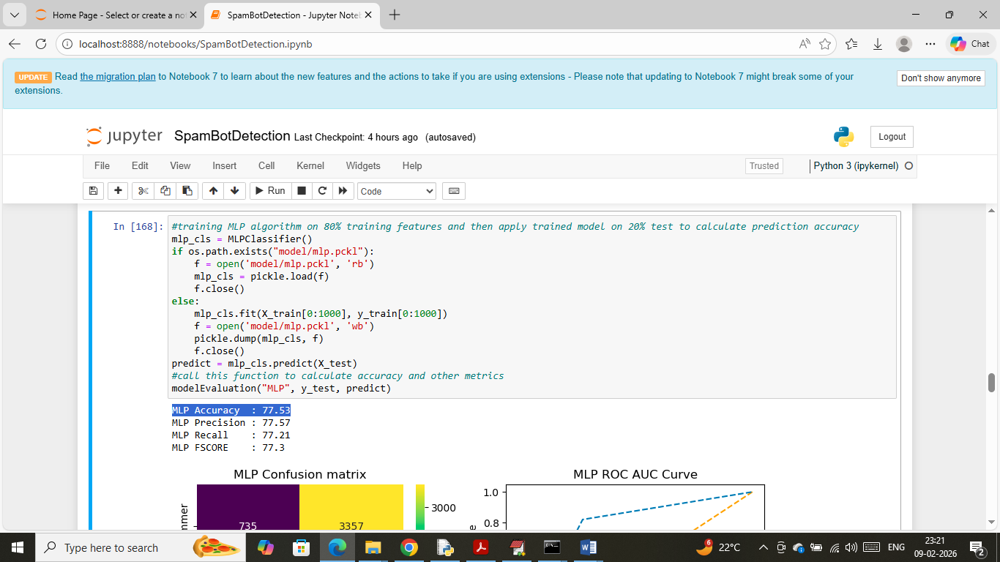 Home Page - Select or create a no
SpamBotDetection - Jupyter Note
localhost:8888/notebooks/SpamBotDetection.ipynb
Chat
UPDATE Read the migration plan to Notebook 7 to learn about the new features and the actions to take if you are using extensions - Please note that updating to Notebook 7 might break some of your
extensions.
Don't show anymore
jupyter SpamBotDetection Last Checkpoint: 4 hours ago (autosaved)
Logout
File Edit View Insert Cell Kernel Widgets Help
Trusted
Python 3 (ipykernel)
Run
Code
In [168]:
#training MLP algorithm on 80% training features and then apply trained model on 20% test to calculate prediction accuracy
mlp_cls = MLPClassifier()
if os.path.exists("model/mlp.pckl"):
    f = open('model/mlp.pckl', 'rb')
    mlp_cls = pickle.load(f)
    f.close()
else:
    mlp_cls.fit(X_train[0:1000], y_train[0:1000])
    f = open('model/mlp.pckl', 'wb')
    pickle.dump(mlp_cls, f)
    f.close()
predict = mlp_cls.predict(X_test)
#call this function to calculate accuracy and other metrics
modelEvaluation("MLP", y_test, predict)
MLP Accuracy  : 77.53
MLP Precision : 77.57
MLP Recall    : 77.21
MLP FSCORE    : 77.3
MLP Confusion matrix
735
3357
3000
MLP ROC AUC Curve
1.0
0.8
Type here to search
6
22°C
ENG
23:21
09-02-2026
2